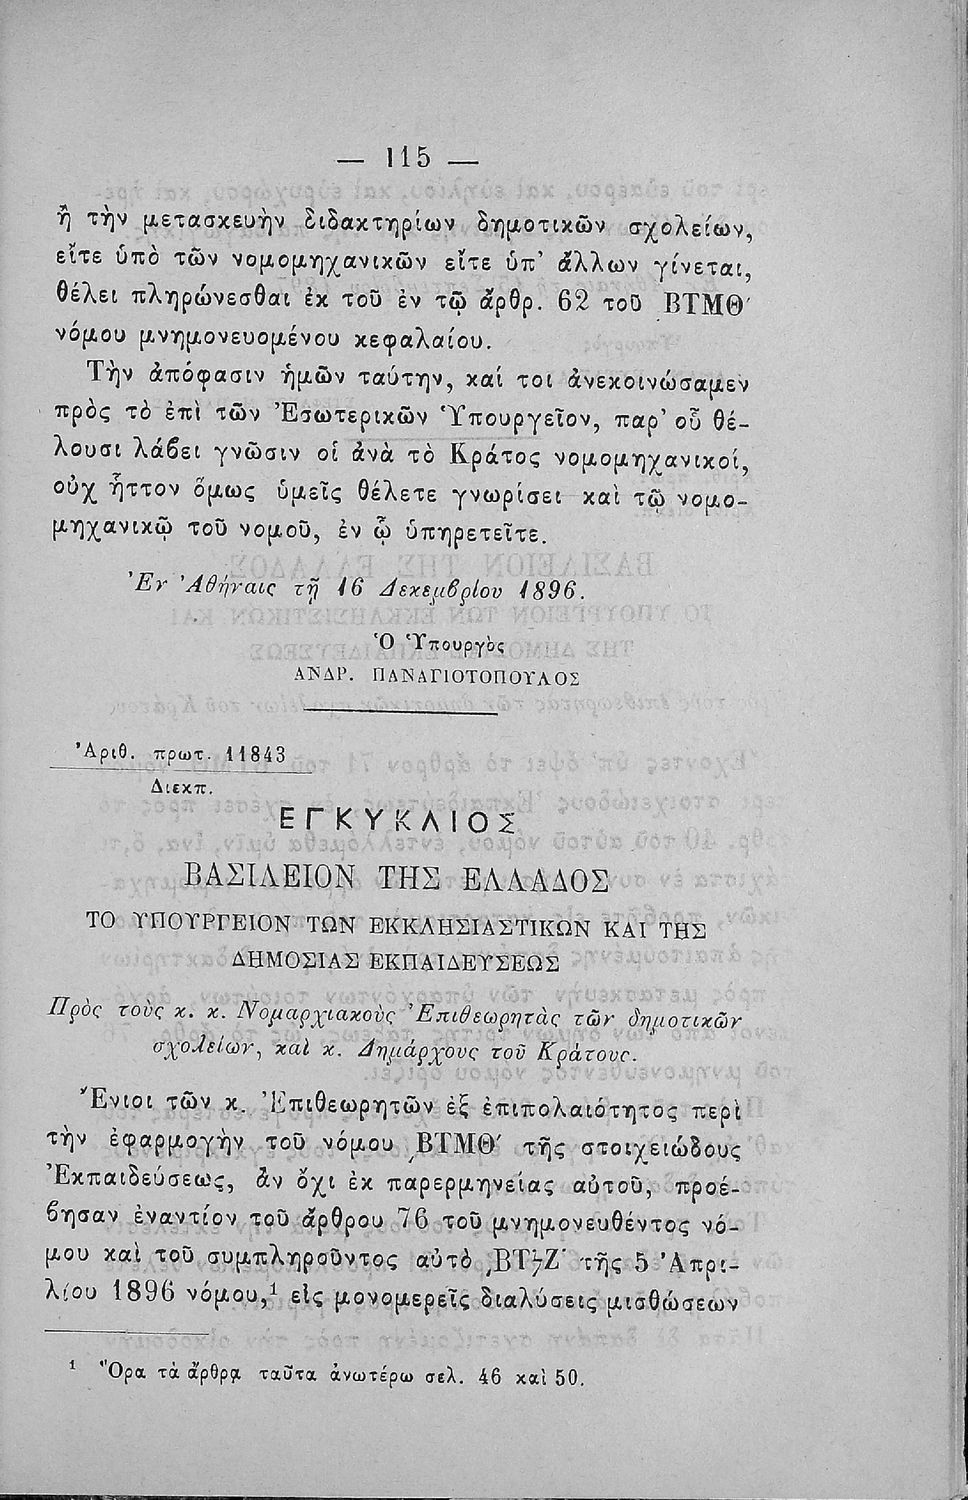 — 115 —
ἢ τὴν μετασκευὴν διδακτηρίων δημοτικῶν σχολείων,
εἴτε ὑπὸ τῶν νομομηχανικῶν εἴτε ὑπ' ἄλλων γίνεται,
θέλει πληρώνεσθαι ἐκ τοῦ ἐν τῷ ἄρθρ. 62 τοῦ ͵ΒΤΜΘ'
νόμου μνημονευομένου κεφαλαίου.
Τὴν ἀπόφασιν ἡμῶν ταύτην, καί τοι ἀνεκοινώσαμεν
πρὸς τὸ ἐπὶ τῶν Ἐσωτερικῶν Ὑπουργεῖον, παρ' οὗ θέ-
λουσι λάβει γνῶσιν οἱ ἀνὰ τὸ Κράτος νομομηχανικοί,
οὐχ ἧττον ὅμως ὑμεῖς θέλετε γνωρίσει καὶ τῷ νομο-
μηχανικῷ τοῦ νομοῦ, ἐν ᾧ ὑπηρετεῖτε.
Ἐν Ἀθήναις τῇ 16 Δεκεμβρίου 1896.
Ὁ Ὑπουργὸς
ΑΝΔΡ. ΠΑΝΑΓΙΟΤΟΠΟΥΛΟΣ
Ἀριθ. πρωτ. 11843
Διεκπ.
ΕΓΚΥΚΛΙΟΣ
ΒΑΣΙΛΕΙΟΝ ΤΗΣ ΕΛΛΑΔΟΣ
ΤΟ ΥΠΟΥΡΓΕΙΟΝ ΤΩΝ ΕΚΚΛΗΣΙΑΣΤΙΚΩΝ ΚΑΙ ΤΗΣ
ΔΗΜΟΣΙΑΣ ΕΚΠΑΙΔΕΥΣΕΩΣ
Πρὸς τοὺς κ. κ. Νομαρχιακοὺς Ἐπιθεωρητὰς τῶν δημοτικῶν
σχολείων, καὶ κ. Δημάρχους τοῦ Κράτους.
Ἔνιοι τῶν κ. Ἐπιθεωρητῶν ἐξ ἐπιπολαιότητος περὶ
τὴν ἐφαρμογὴν τοῦ νόμου ͵ΒΤΜΘ' τῆς στοιχειώδους
Ἐκπαιδεύσεως, ἂν ὄχι ἐκ παρερμηνείας αὐτοῦ, προέ-
βησαν ἐναντίον τοῦ ἄρθρου 76 τοῦ μνημονευθέντος νό-
μου καὶ τοῦ συμπληροῦντος αὐτὸ ͵ΒΤϟΖ' τῆς 5 Ἀπρι-
λίου 1896 νόμου,¹ εἰς μονομερεῖς διαλύσεις μισθώσεων
¹ Ὅρα τὰ ἄρθρα ταῦτα ἀνωτέρω σελ. 46 καὶ 50.